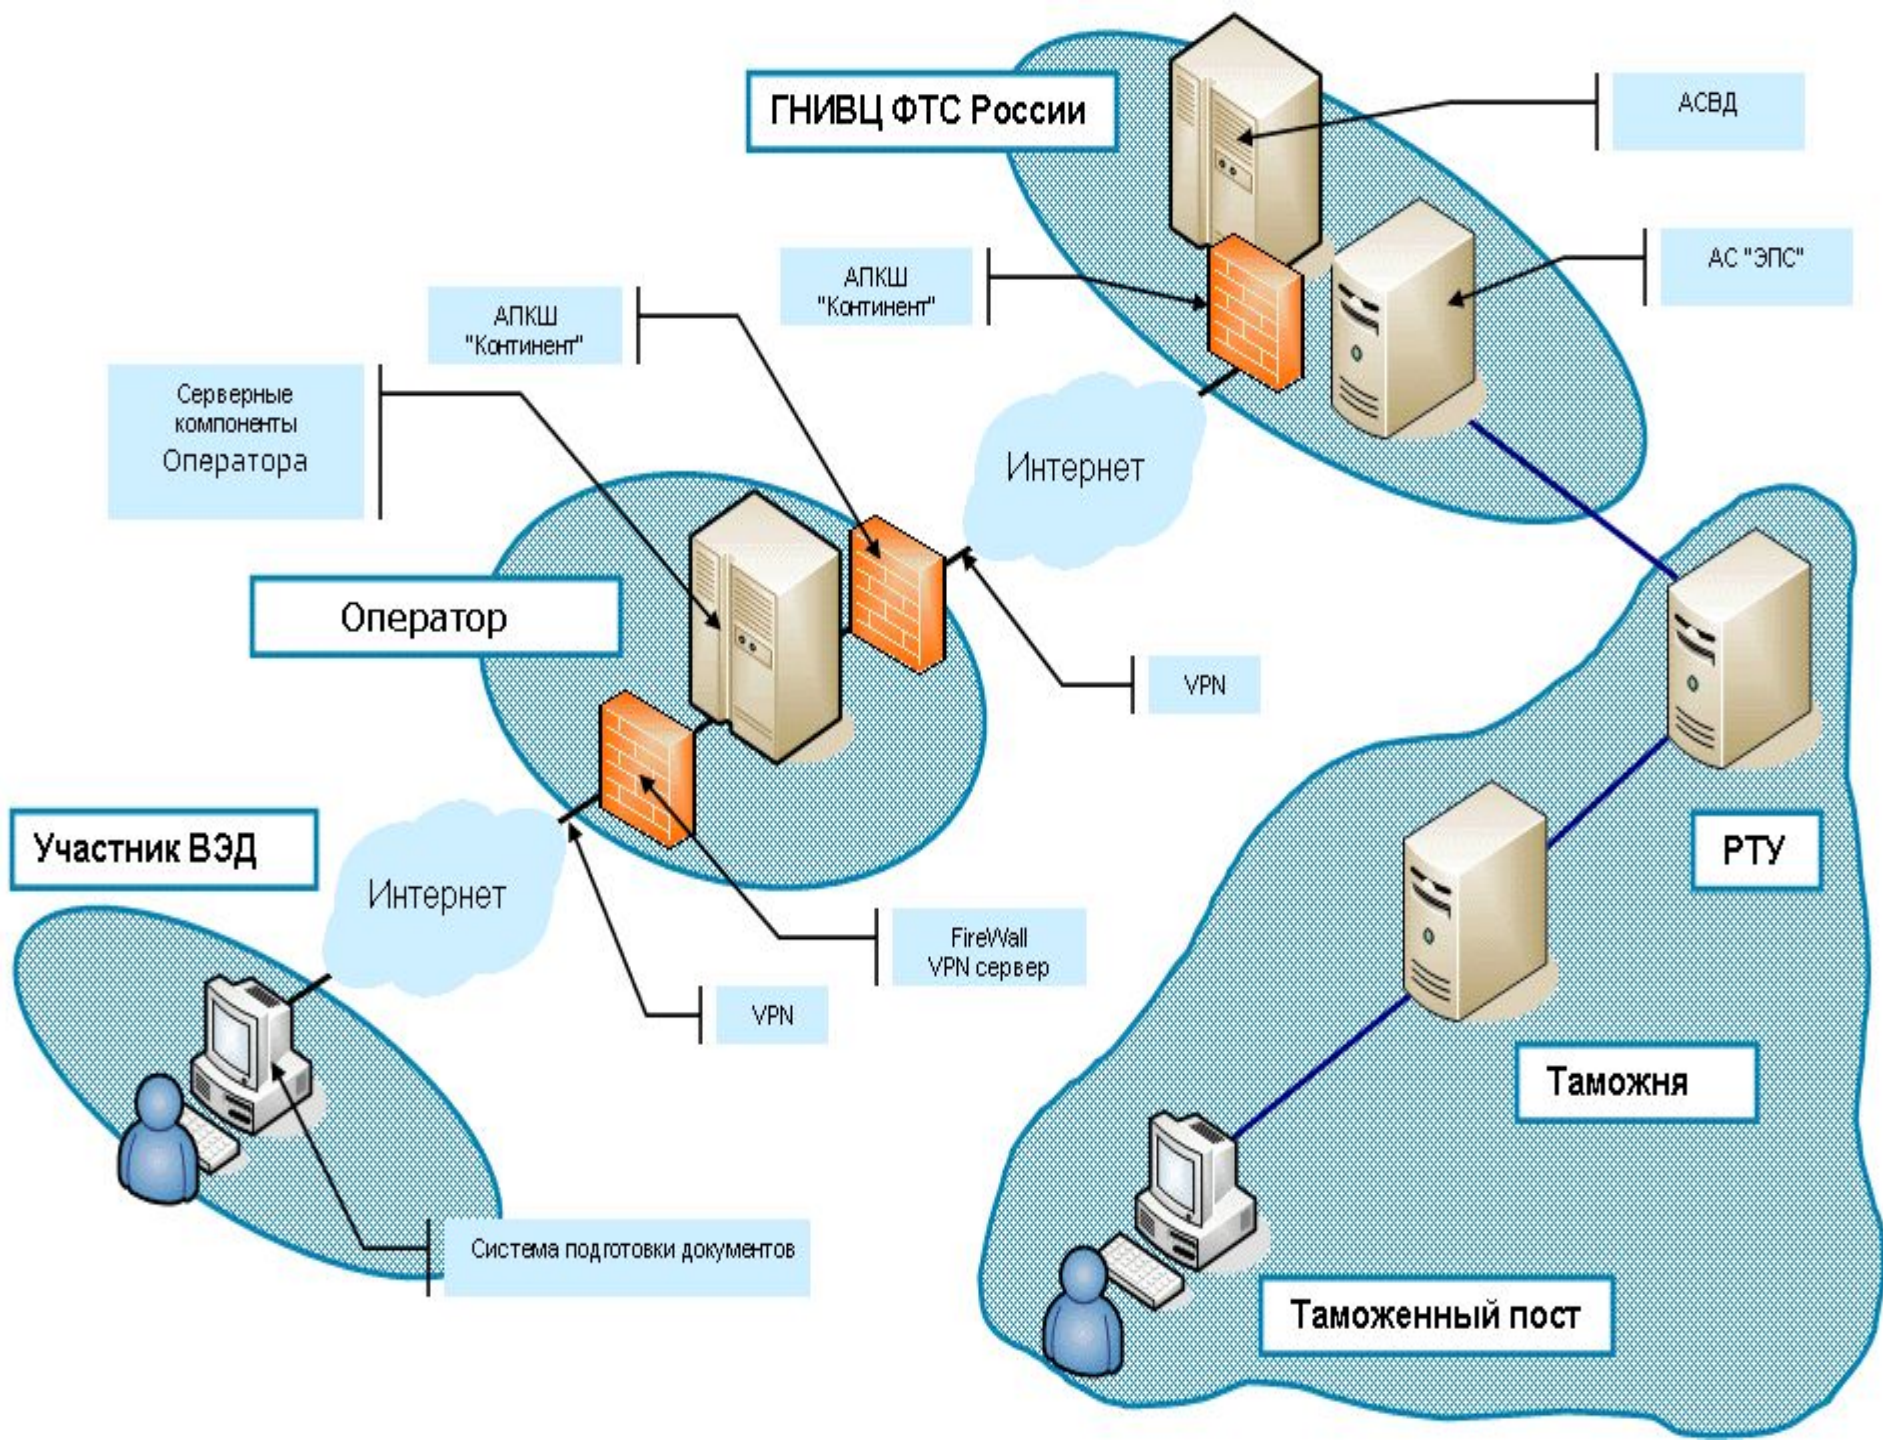 ГНИВЦ ФТС России
АСВД
АС "ЭПС"
АПКШ
"Континент"
АПКШ
"Континент"
Серверные
компоненты
Оператора
Интернет
Оператор
VPN
Участник ВЭД
Интернет
РТУ
FireWall
VPN сервер
VPN
Таможня
Система подготовки документов
Таможенный пост